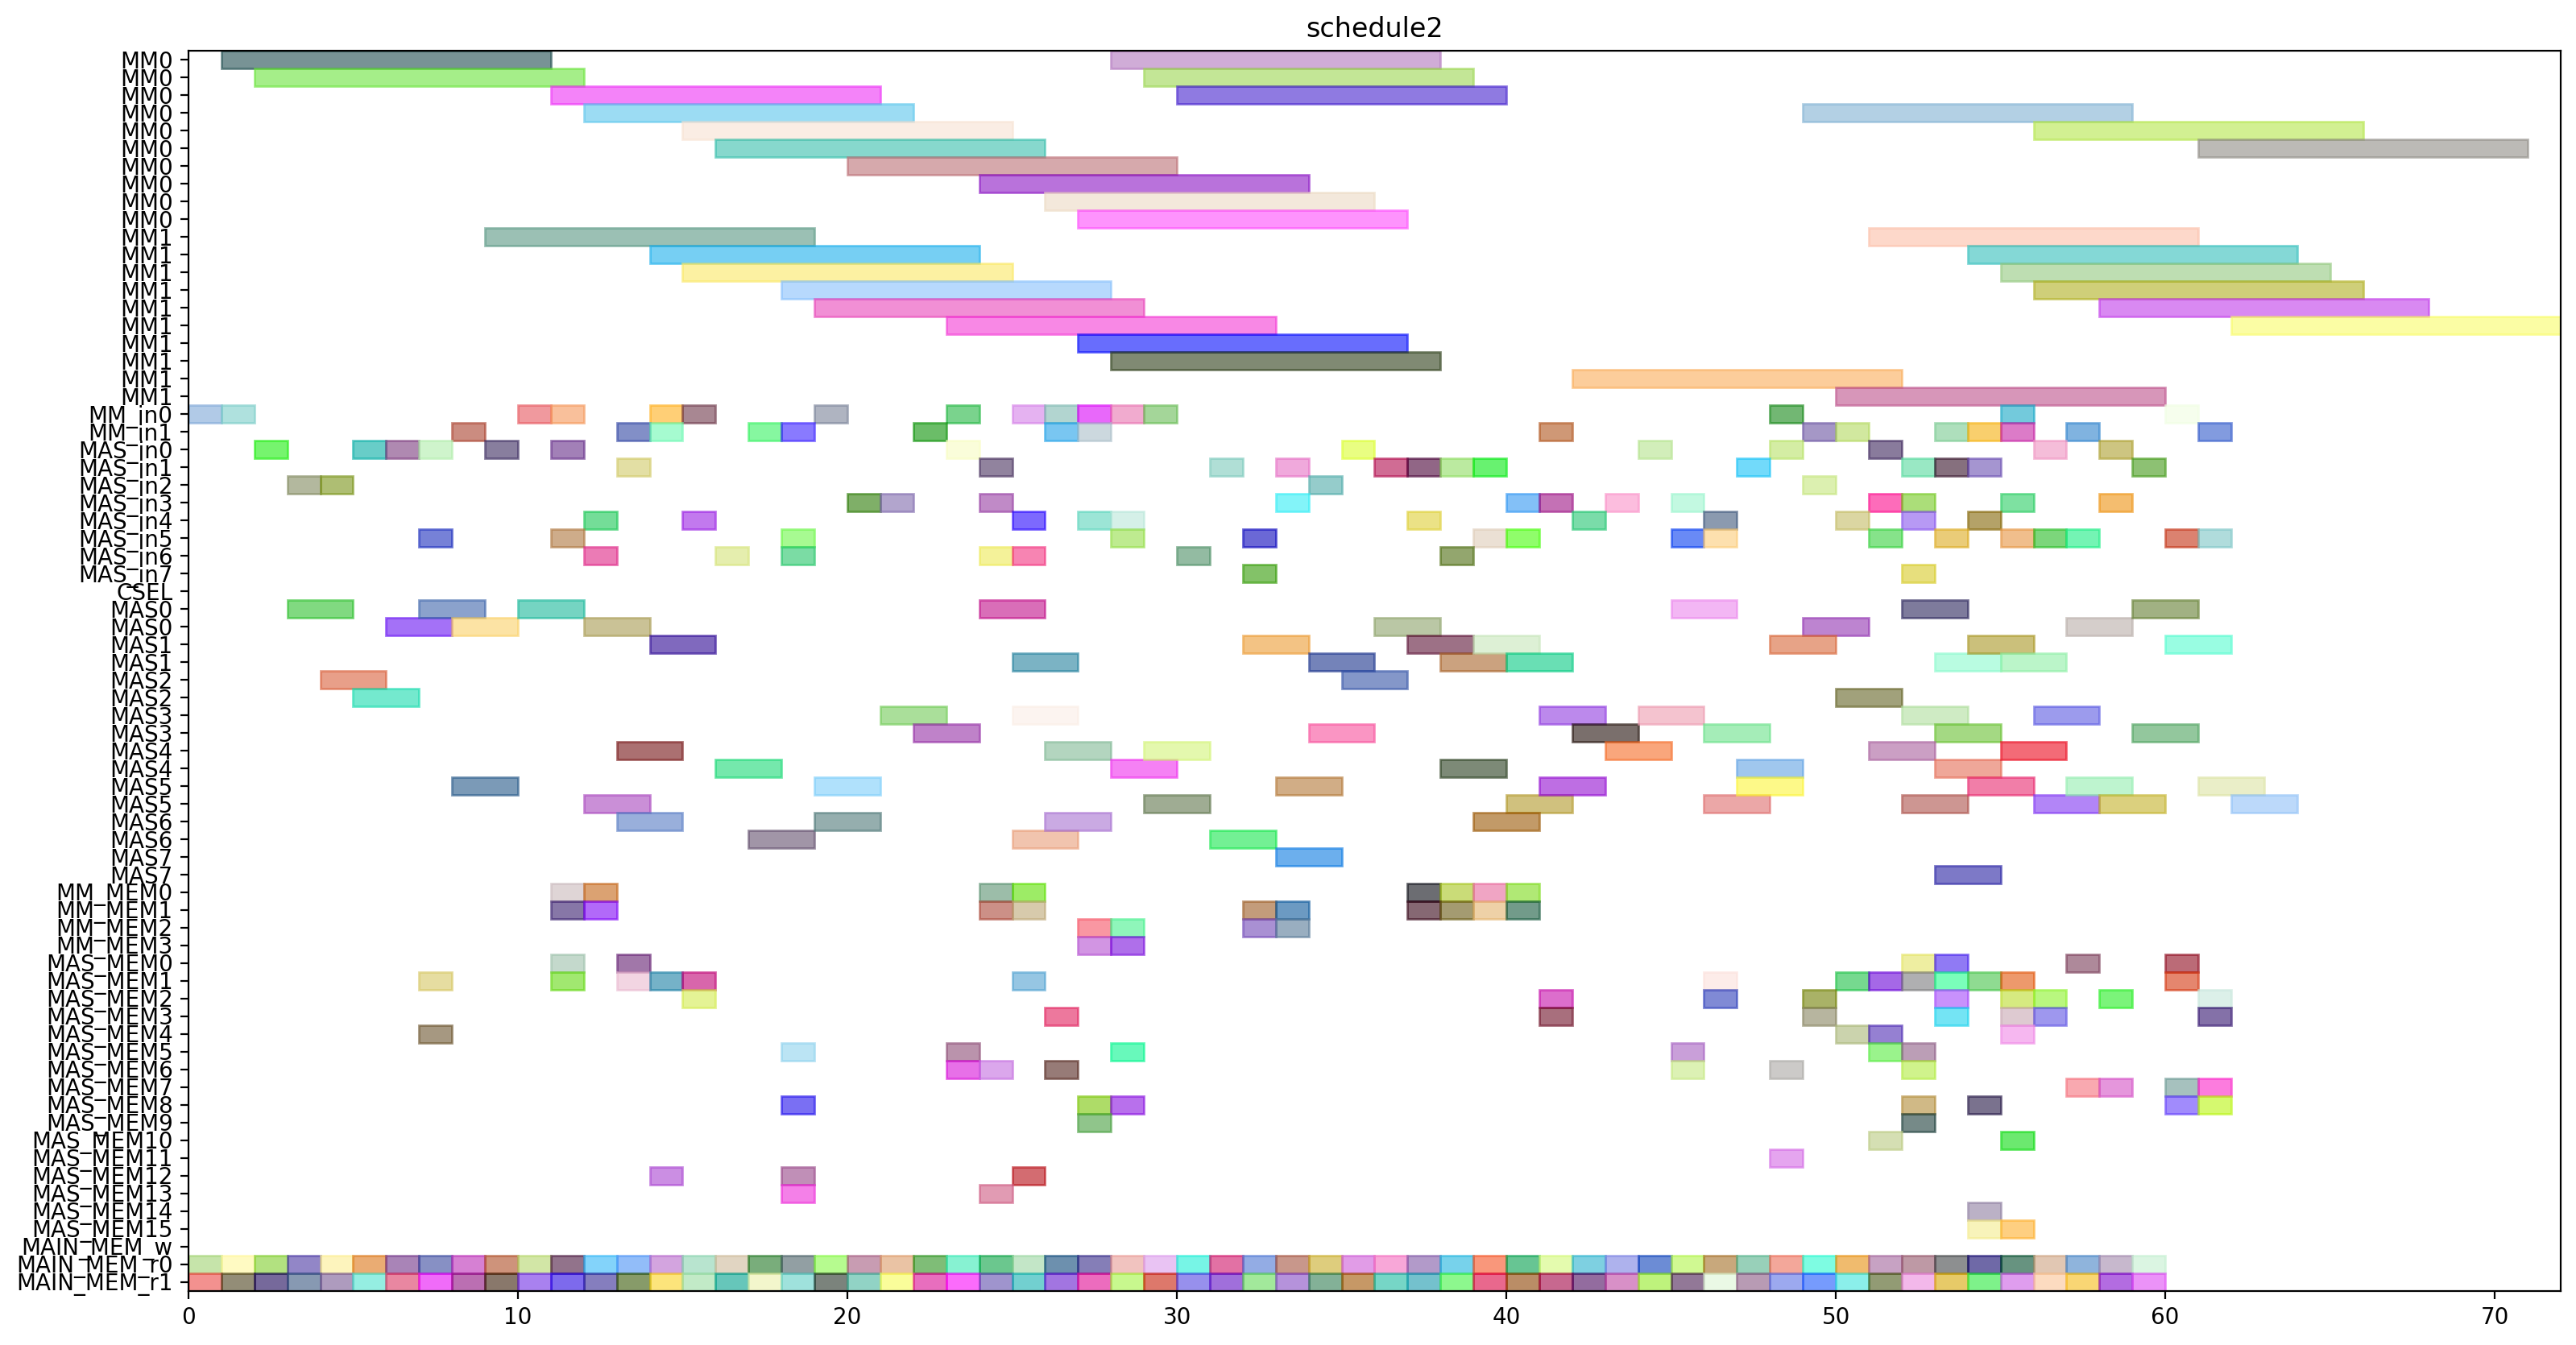 schedule2
MM0
MM0
MM0
MM0
MM0
MM0
MM0
MM0
MM0
MM0
MM1
MM1
MM1
MM1
MM1
MM1
MM1
MM1
MM1
MM1
MM_in0
MM_in1
MAS_in0
MAS_in1
MAS_in2
MAS_in3
MAS_in4
MAS_in5
MAS_in6
MAS_in7
CSEL
MAS0
MAS0
MAS1
MAS1
MAS2
MAS2
MAS3
MAS3
MAS4
MAS4
MAS5
MAS5
MAS6
MAS6
MAS7
MAS7
MM_MEM0
MM_MEM1
MM_MEM2
MM_MEM3
MAS_MEM0
MAS_MEM1
MAS_MEM2
MAS_MEM3
MAS_MEM4
MAS_MEM5
MAS_MEM6
MAS_MEM7
MAS_MEM8
MAS_MEM9
MAS_MEM10
MAS_MEM11
MAS_MEM12
MAS_MEM13
MAS_MEM14
MAS_MEM15
MAIN_MEM_w
MAIN_MEM_r0
MAIN_MEM_r1
0 10 20 30 40 50 60 70